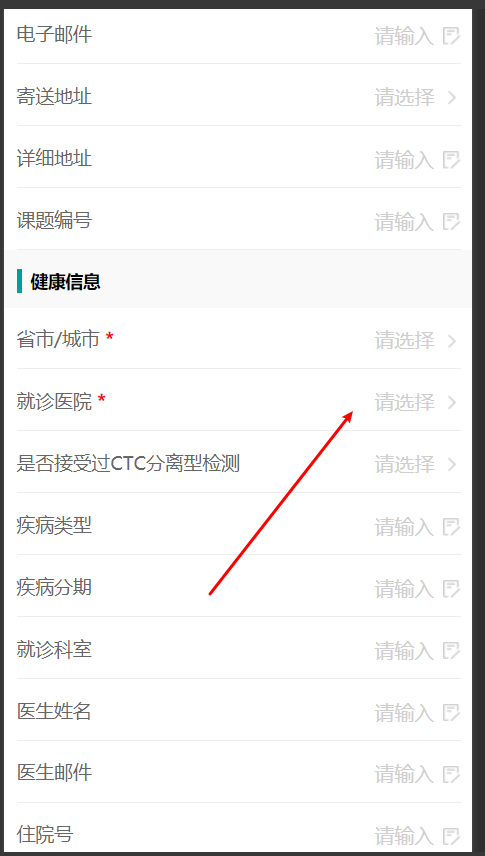 电子邮件 请输入
寄送地址 请选择
详细地址 请输入
课题编号 请输入
健康信息
省市/城市 * 请选择
就诊医院 * 请选择
是否接受过CTC分离型检测 请选择
疾病类型 请输入
疾病分期 请输入
就诊科室 请输入
医生姓名 请输入
医生邮件 请输入
住院号 请输入